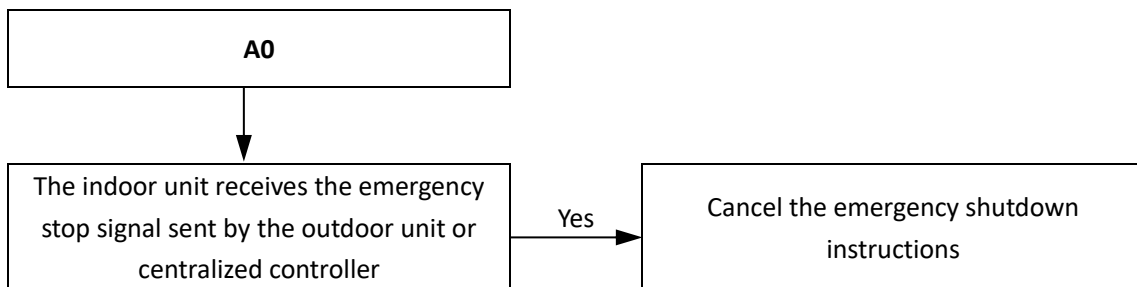 A0
The indoor unit receives the emergency
stop signal sent by the outdoor unit or
centralized controller
Yes
Cancel the emergency shutdown
instructions